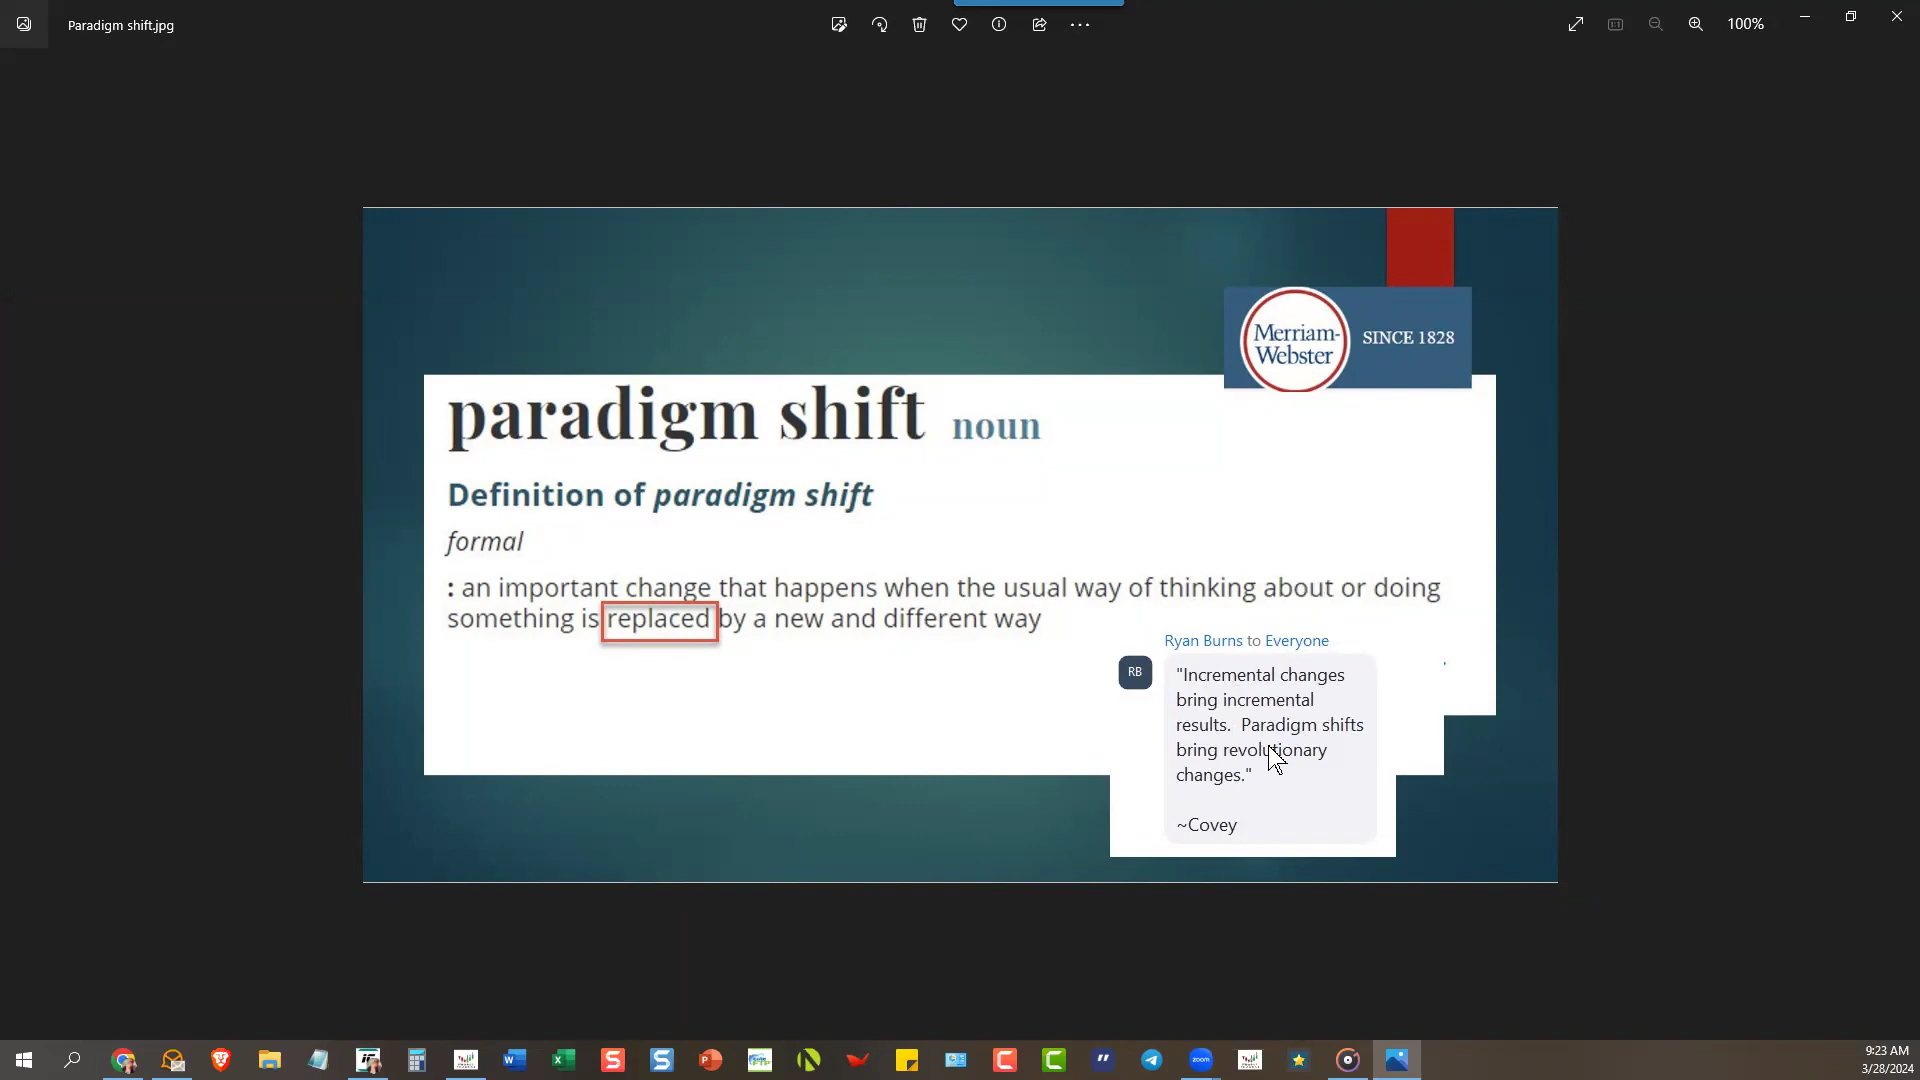 Paradigm shift.jpg
100%
Merriam-
Webster
SINCE 1828
paradigm shift noun
Definition of paradigm shift
formal
: an important change that happens when the usual way of thinking about or doing
something is replaced by a new and different way
Ryan Burns to Everyone
RB
"Incremental changes
bring incremental
results.  Paradigm shifts
bring revolutionary
changes."
~Covey
zoom
9:23 AM
3/28/2024